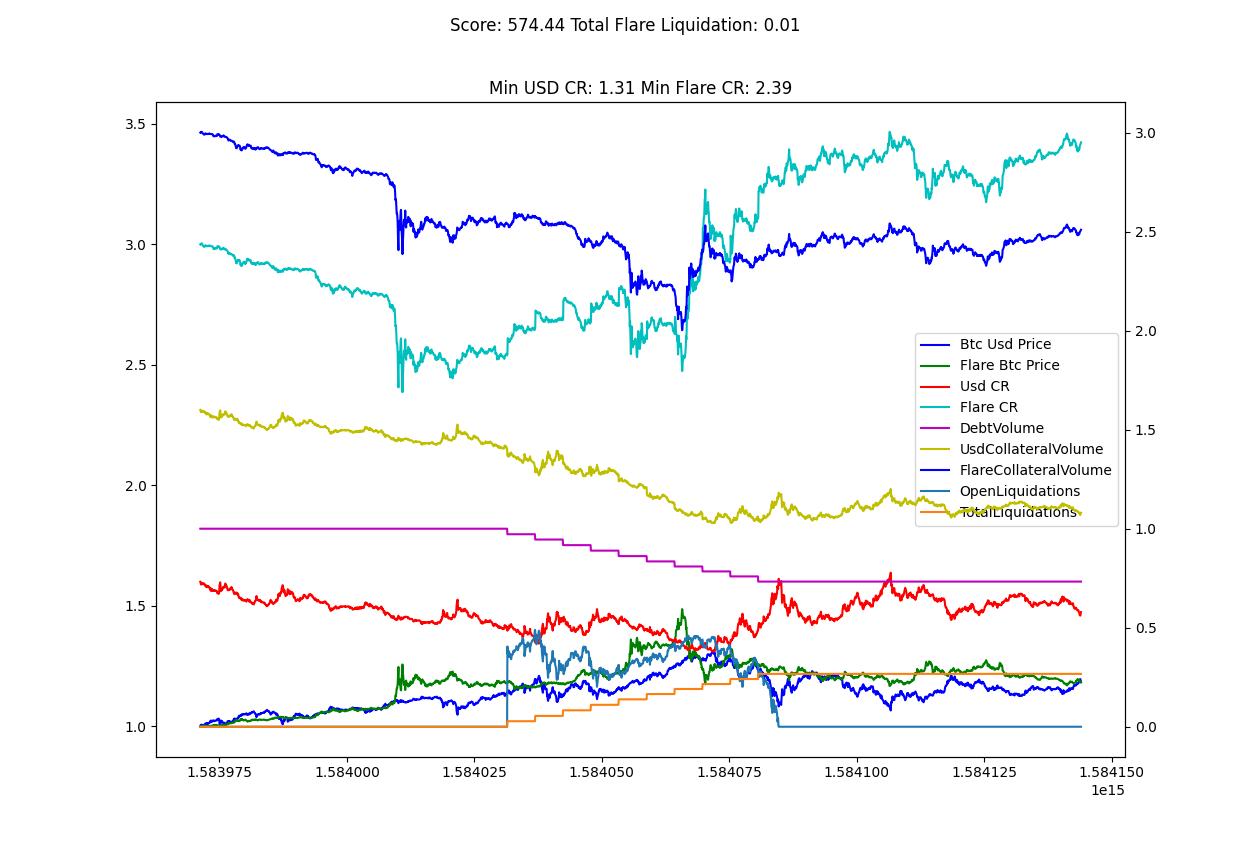 Score: 574.44 Total Flare Liquidation: 0.01
Min USD CR: 1.31 Min Flare CR: 2.39
3.5
3.0
2.5
2.0
1.5
1.0
3.0
2.5
2.0
1.5
1.0
0.5
0.0
Btc Usd Price
Flare Btc Price
Usd CR
Flare CR
DebtVolume
UsdCollateralVolume
FlareCollateralVolume
OpenLiquidations
TotalLiquidations
1.583975 1.584000 1.584025 1.584050 1.584075 1.584100 1.584125 1.584150
1e15